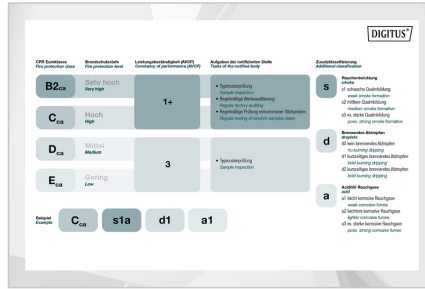 DIGITUS®
CPR Euroklasse
Fire protection class
Brandschutzstufe
Fire protection level
Leistungsbeständigkeit (AVCP)
Constancy of performance (AVCP)
Aufgaben der notifizierten Stelle
Tasks of the notified body
Zusatzklassifizierung
Additional classification
B2ca
Sehr hoch
Very high
Cca
Hoch
High
1+
• Typmusterprüfung
Sample inspection
• Regelmäßige Werksauditierung
Regular factory auditing
• Regelmäßige Prüfung entnommener Stichproben
Regular testing of random samples taken
Dca
Mittel
Medium
Eca
Gering
Low
3
• Typmusterprüfung
Sample inspection
s
Rauchentwicklung
smoke
s1 schwache Qualmbildung
weak smoke formation
s2 mittlere Qualmbildung
medium smoke formation
s3 ev. starke Qualmbildung
poss. strong smoke formation
d
Brennendes Abtropfen
droplets
d0 kein brennendes Abtropfen
no burning dripping
d1 kurzzeitiges brennendes Abtropfen
brief burning dripping
d2 kurzzeitiges brennendes Abtropfen
brief burning dripping
a
Acidität Rauchgase
acid
a1 leicht korrosive Rauchgase
weak corrosive fumes
a2 leichtere korrosive Rauchgase
lighter corrosive fumes
a3 ev. starke korrosive Rauchgase
poss. strong corrosive fumes
Beispiel
Example
Cca
s1a
d1
a1